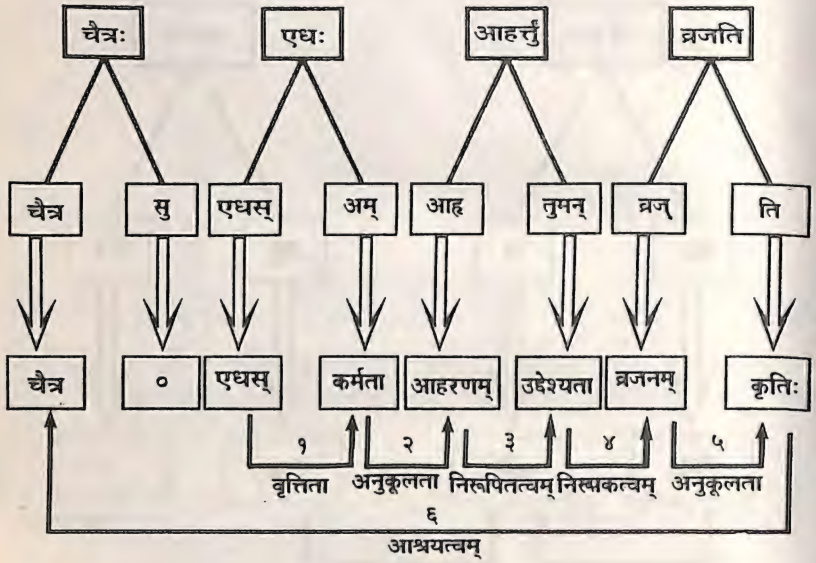 चैत्रः एधः आहर्त्तुं व्रजति
चैत्र सु एधस् अम् आहृ तुमन् व्रज् ति
चैत्र ० एधस् कर्मता आहरणम् उद्देश्यता व्रजनम् कृतिः
१ २ ३ ४ ५
वृत्तिता अनुकूलता निरूपितत्वम् निरूपकत्वम् अनुकूलता
६
आश्रयत्वम्